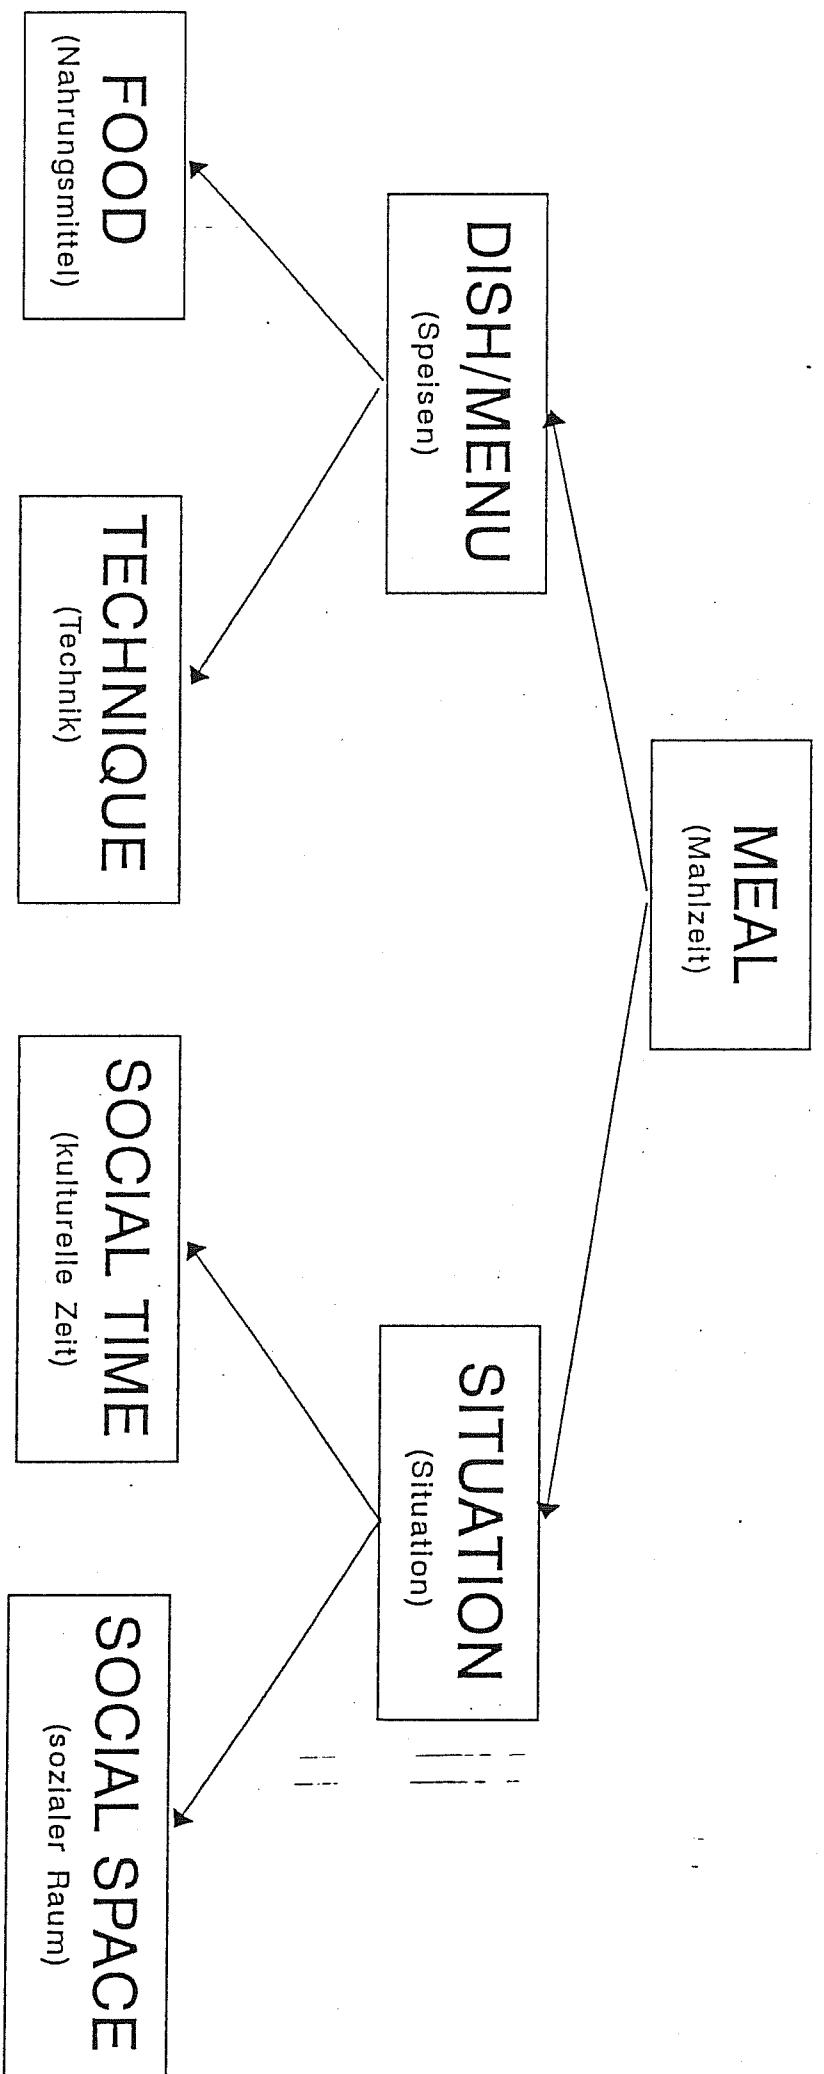 MEAL
(Mahlzeit)
DISH/MENU
(Speisen)
SITUATION
(Situation)
FOOD
(Nahrungsmittel)
TECHNIQUE
(Technik)
SOCIAL TIME
(kulturelle Zeit)
SOCIAL SPACE
(sozialer Raum)